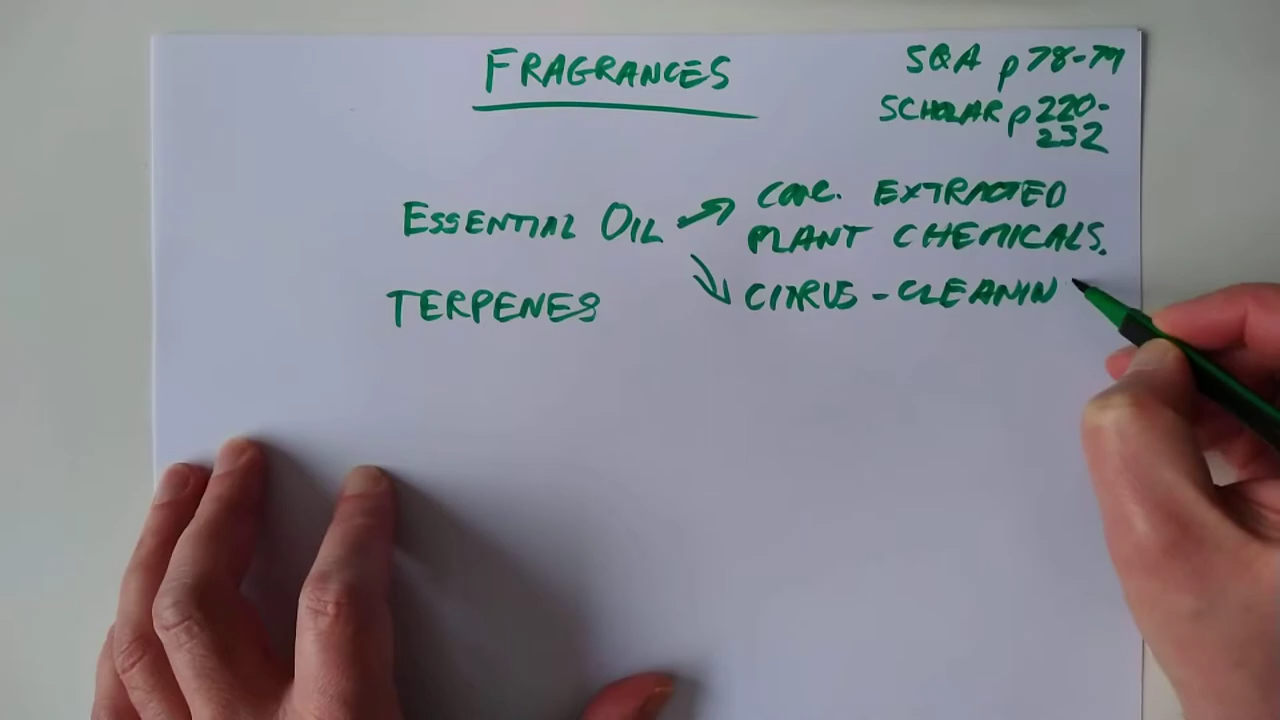 FRAGRANCES
SQA p78-79
SCHOLAR p220-
232
ESSENTIAL OIL
CONC. EXTRACTED
PLANT CHEMICALS.
TERPENES
CITRUS - CLEANIN